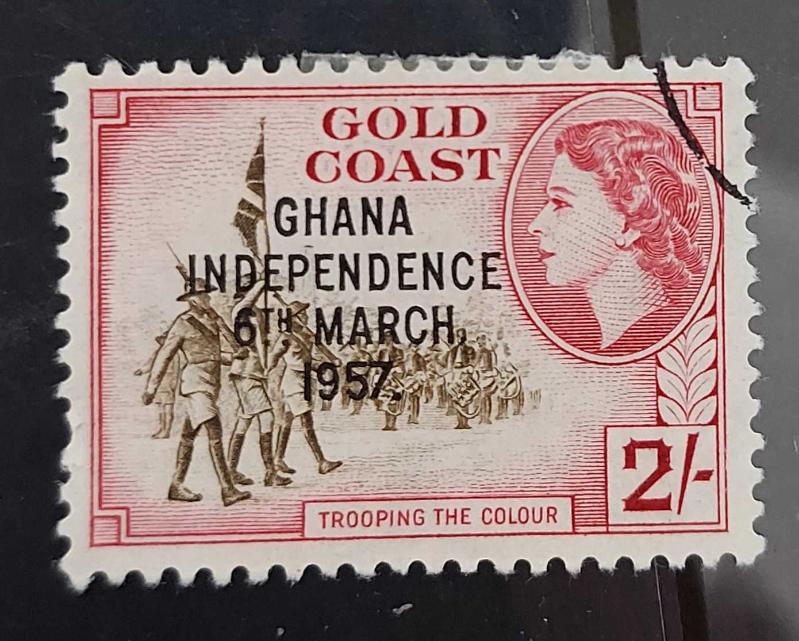 GOLD
COAST
GHANA
INDEPENDENCE
6TH MARCH,
1957.
2/-
TROOPING THE COLOUR